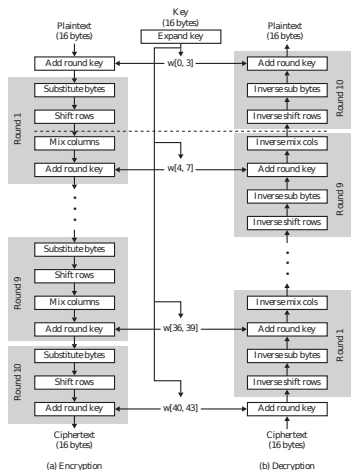 Key
(16 bytes)
Expand key
Plaintext
(16 bytes)
Add round key
Round 1
Substitute bytes
Shift rows
Mix columns
Add round key
Round 9
Substitute bytes
Shift rows
Mix columns
Add round key
Round 10
Substitute bytes
Shift rows
Add round key
Ciphertext
(16 bytes)
(a) Encryption
w[0, 3]
w[4, 7]
w[36, 39]
w[40, 43]
Plaintext
(16 bytes)
Add round key
Inverse sub bytes
Inverse shift rows
Round 10
Inverse mix cols
Add round key
Inverse sub bytes
Inverse shift rows
Round 9
Inverse mix cols
Add round key
Inverse sub bytes
Inverse shift rows
Round 1
Add round key
Ciphertext
(16 bytes)
(b) Decryption